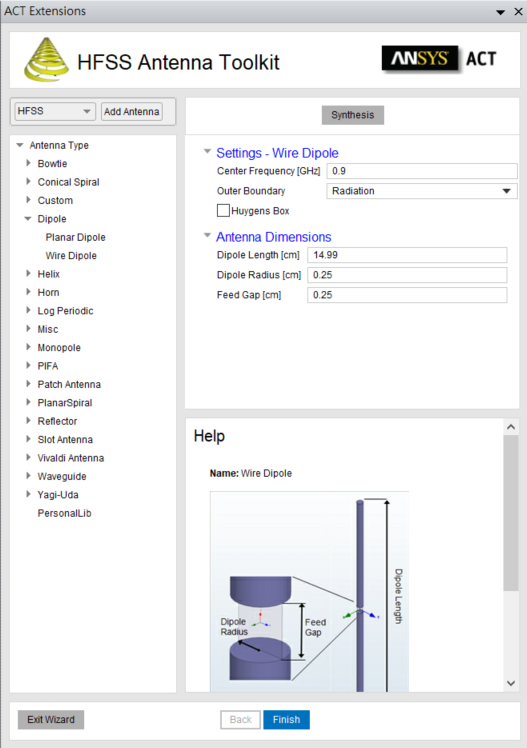 ACT Extensions
HFSS Antenna Toolkit
ANSYS ACT
HFSS
Add Antenna
Antenna Type
Bowtie
Conical Spiral
Custom
Dipole
Planar Dipole
Wire Dipole
Helix
Horn
Log Periodic
Misc
Monopole
PIFA
Patch Antenna
PlanarSpiral
Reflector
Slot Antenna
Vivaldi Antenna
Waveguide
Yagi-Uda
PersonalLib
Synthesis
Settings - Wire Dipole
Center Frequency [GHz] 0.9
Outer Boundary Radiation
Huygens Box
Antenna Dimensions
Dipole Length [cm] 14.99
Dipole Radius [cm] 0.25
Feed Gap [cm] 0.25
Help
Name: Wire Dipole
Dipole
Radius
Feed
Gap
Dipole Length
Exit Wizard
Back
Finish